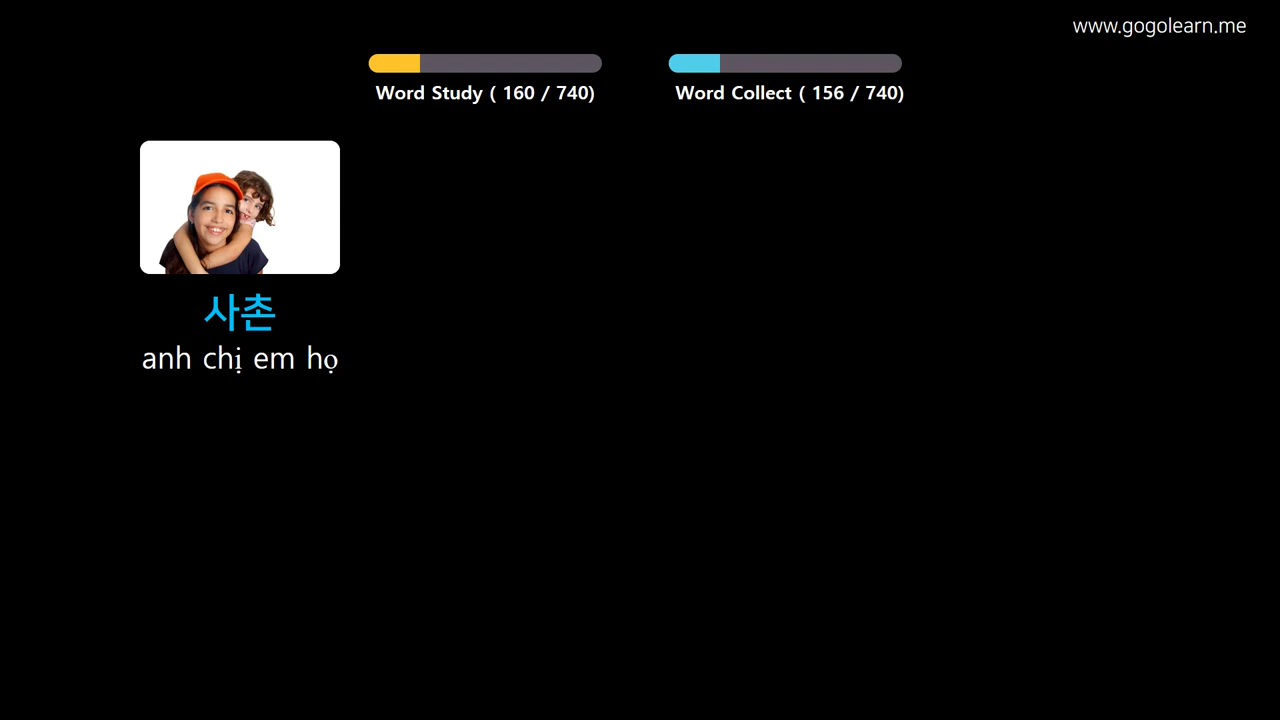 www.gogolearn.me
Word Study ( 160 / 740)
Word Collect ( 156 / 740)
사촌
anh chị em họ